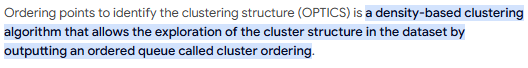 Ordering points to identify the clustering structure (OPTICS) is a density-based clustering
algorithm that allows the exploration of the cluster structure in the dataset by
outputting an ordered queue called cluster ordering.